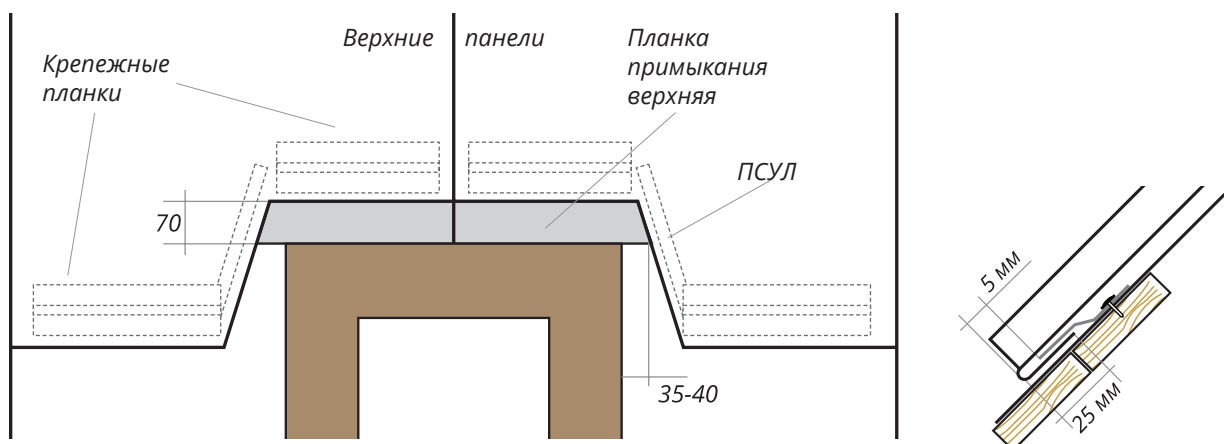 Верхние панели
Планка
примыкания
верхняя
Крепежные
планки
ПСУЛ
70
35-40
5 мм
25 мм